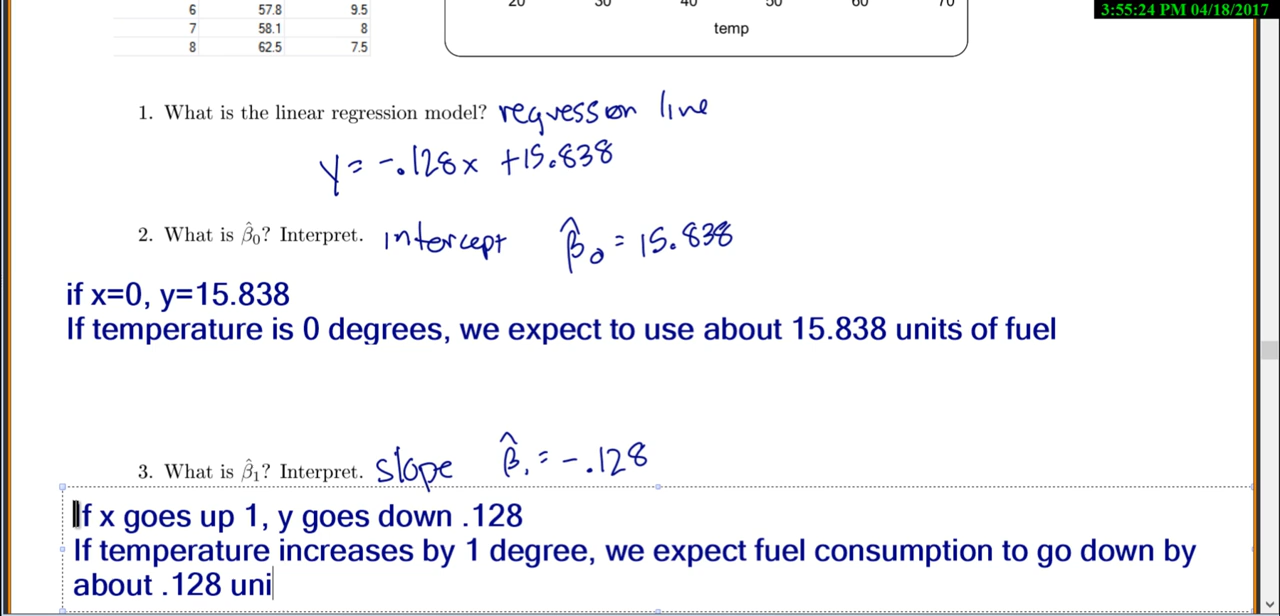 20 30 40 50 60 70
3:55:24 PM 04/18/2017
6 57.8 9.5
7 58.1 8
8 62.5 7.5
temp
1. What is the linear regression model? regression line
y = -.128x +15.838
2. What is β̂₀? Interpret. intercept β̂₀ = 15.838
if x=0, y=15.838
If temperature is 0 degrees, we expect to use about 15.838 units of fuel
3. What is β̂₁? Interpret. slope β̂₁ = -.128
If x goes up 1, y goes down .128
If temperature increases by 1 degree, we expect fuel consumption to go down by
about .128 uni